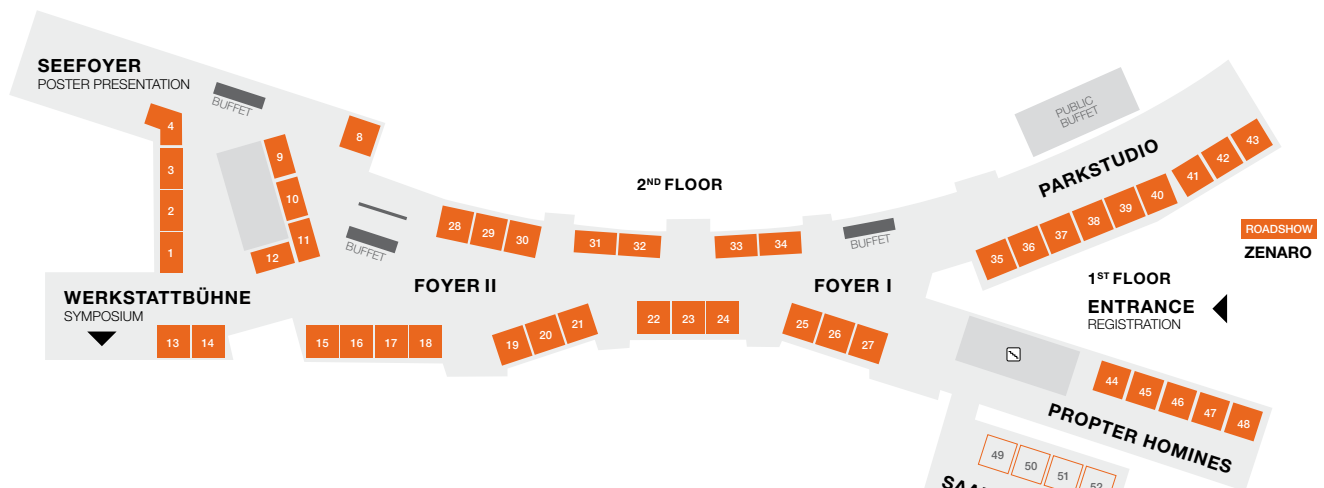 SEEFOYER
POSTER PRESENTATION
BUFFET
4
3
2
1
8
9
10
11
12
BUFFET
WERKSTATTBÜHNE
SYMPOSIUM
13 14
15 16 17 18
FOYER II
28 29 30
19 20 21
2ND FLOOR
31 32
33 34
22 23 24
FOYER I
BUFFET
25 26 27
PUBLIC
BUFFET
PARKSTUDIO
35 36 37 38 39 40 41 42 43
ROADSHOW
ZENARO
1ST FLOOR
ENTRANCE
REGISTRATION
44 45 46 47 48
PROPTER HOMINES
49 50 51 52